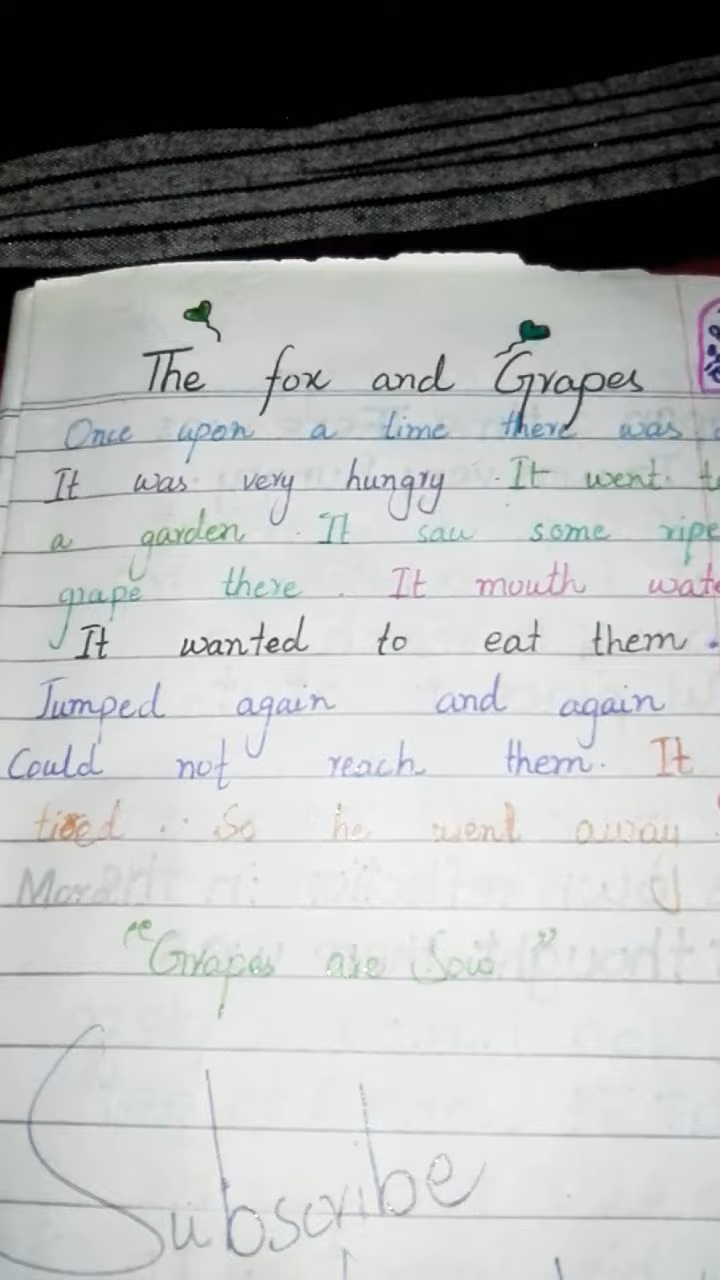 The fox and Grapes
Once upon a time there was
It was very hungry . It went
a garden . It saw some ripe
grape there . It mouth
It wanted to eat them .
Jumped again and again
Could not reach them. It
tired .. So he went away
"Grapes are Sour"
Subscribe